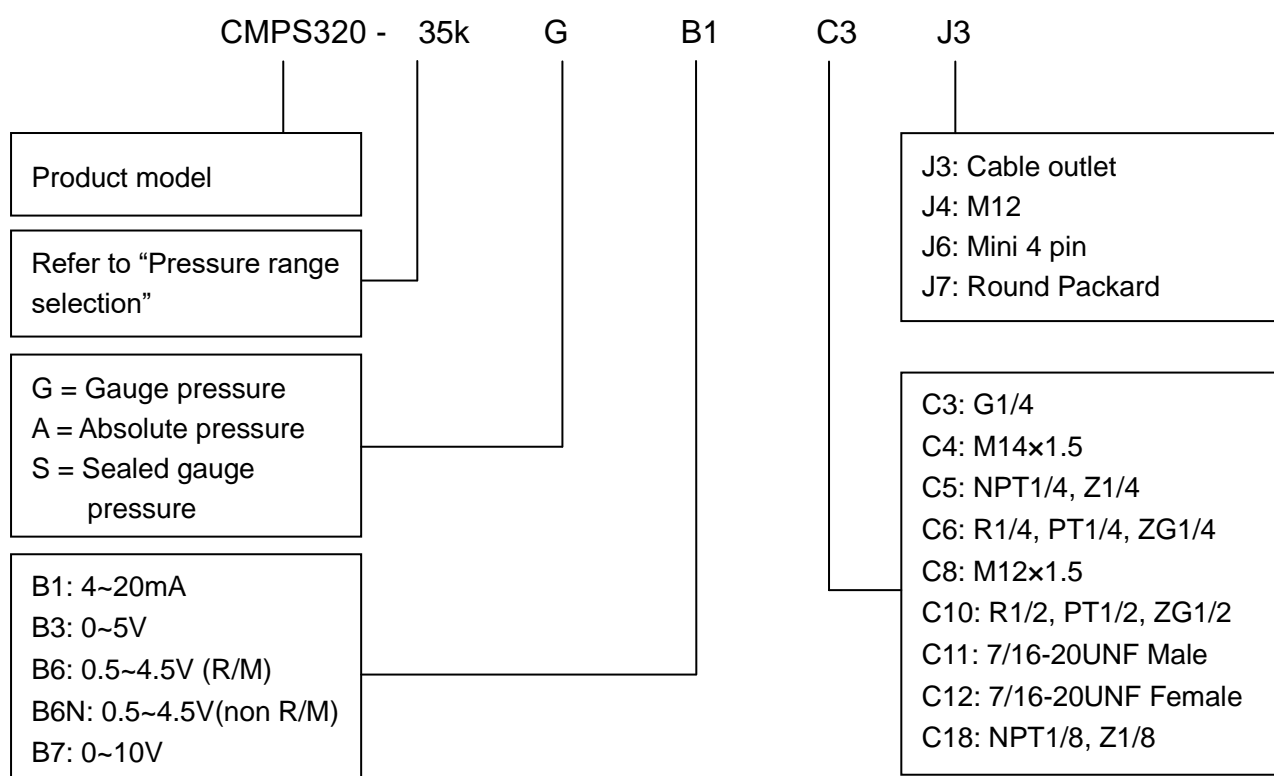 CMPS320 - 35k G B1 C3 J3
Product model
Refer to “Pressure range
selection”
G = Gauge pressure
A = Absolute pressure
S = Sealed gauge
pressure
B1: 4~20mA
B3: 0~5V
B6: 0.5~4.5V (R/M)
B6N: 0.5~4.5V(non R/M)
B7: 0~10V
J3: Cable outlet
J4: M12
J6: Mini 4 pin
J7: Round Packard
C3: G1/4
C4: M14×1.5
C5: NPT1/4, Z1/4
C6: R1/4, PT1/4, ZG1/4
C8: M12×1.5
C10: R1/2, PT1/2, ZG1/2
C11: 7/16-20UNF Male
C12: 7/16-20UNF Female
C18: NPT1/8, Z1/8